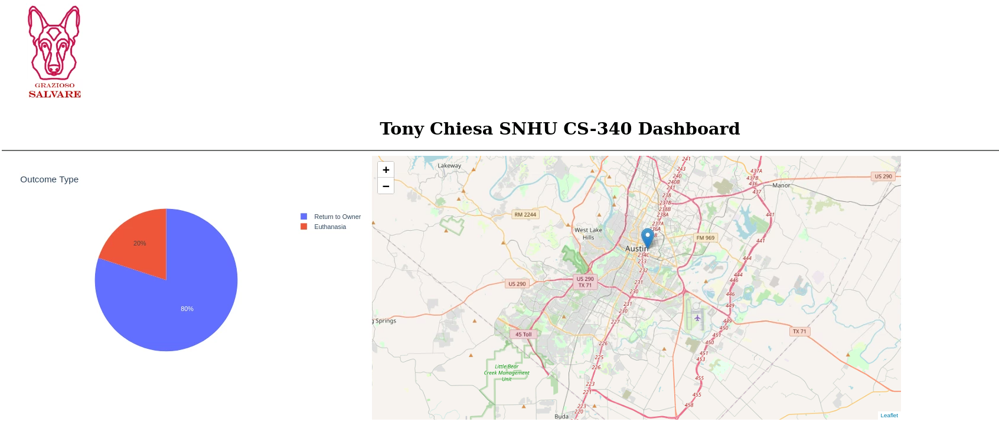 GRAZIOSO
SALVARE
Tony Chiesa SNHU CS-340 Dashboard
Outcome Type
Return to Owner
Euthanasia
20%
80%
+
−
Lakeway
241
243
240
240B
241
238
237B
238B
238A
237A
236A
B
437A
437B
436
437
US 290
Manor
RM 2244
441
West Lake
Hills
FM 969
441
Austin
234C
233
232
231
230
444
444
446
446
449
US 290
TX 71
US 290
231
230
227
449
450
451
450
451
453
g Springs
TX 71
45 Toll
226
225
226
Little Bear
Creek Management
Unit
455
455
458
223
221
223
220
Buda
Leaflet